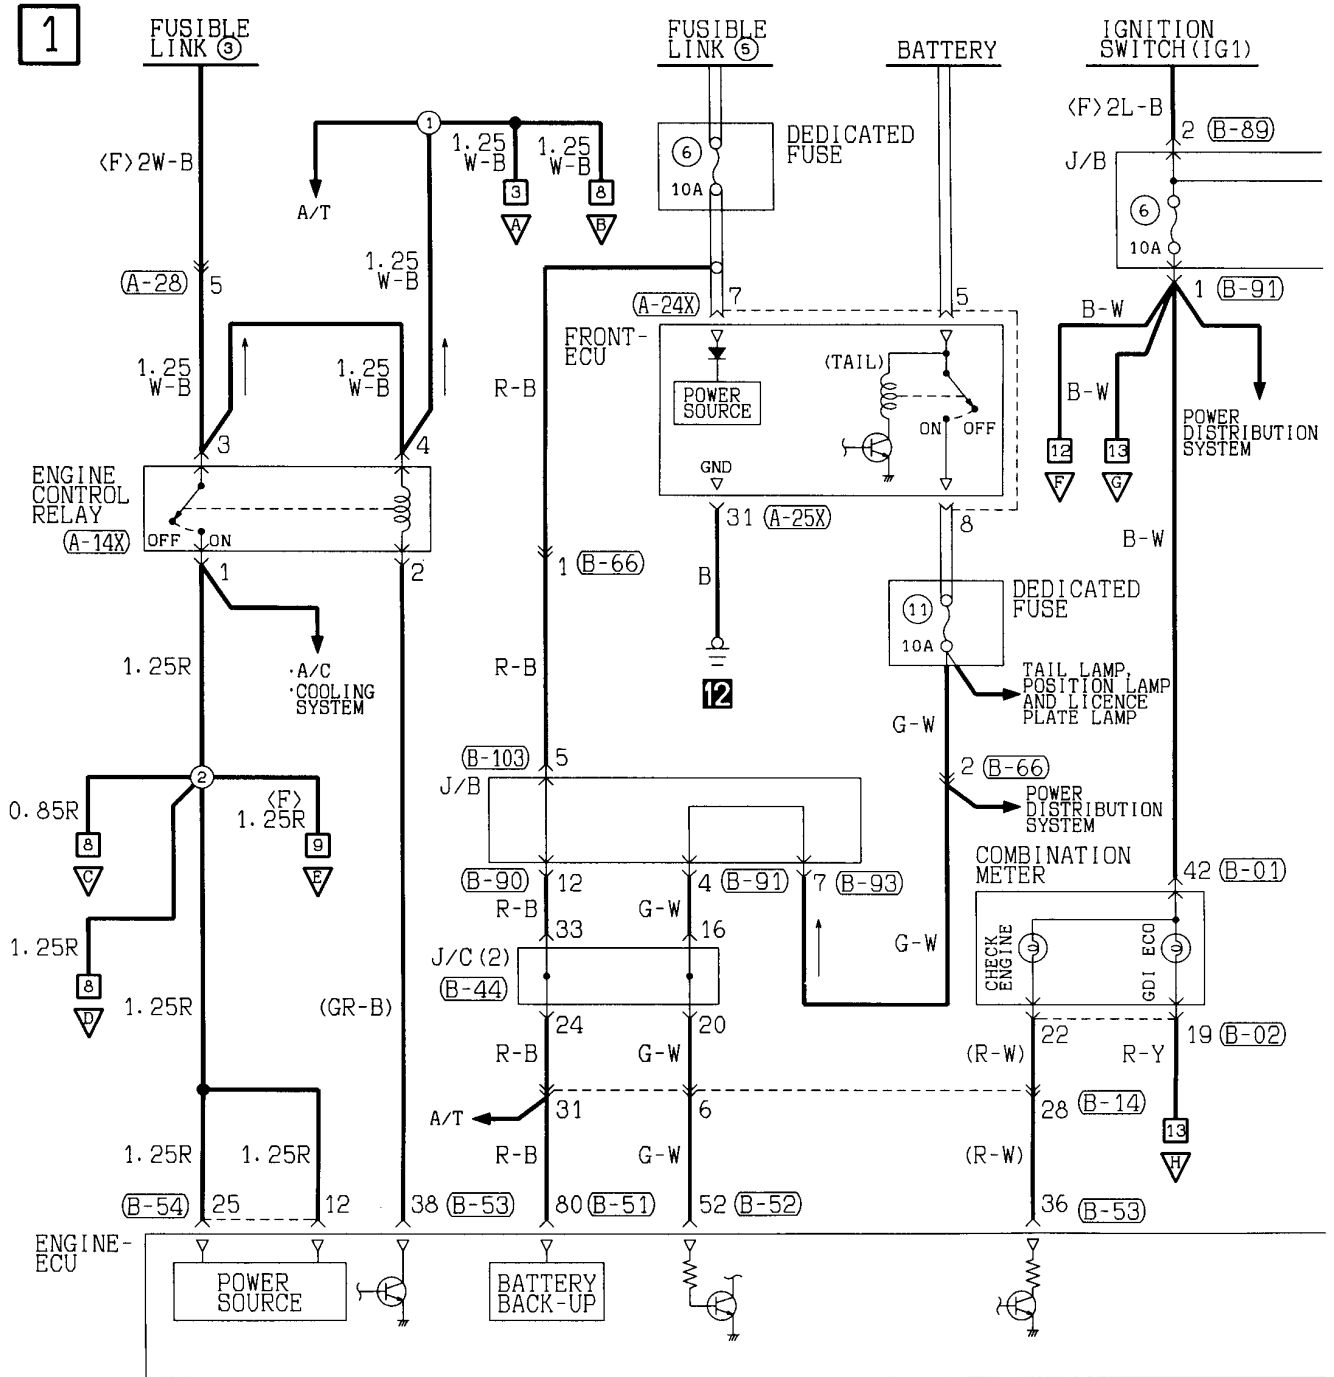 1
FUSIBLE
LINK ③
FUSIBLE
LINK ⑤
BATTERY
IGNITION
SWITCH(IG1)
<F>2L-B
2 B-89
J/B
6
10A
1 B-91
<F>2W-B
1
1.25
W-B
1.25
W-B
A/T
3
A
8
B
6
10A
DEDICATED
FUSE
A-28 5
1.25
W-B
A-24X 7
5
B-W
FRONT-
ECU
(TAIL)
POWER
SOURCE
ON OFF
GND
1.25
W-B
1.25
W-B
R-B
B-W
POWER
DISTRIBUTION
SYSTEM
12
F
13
G
3
4
ENGINE
CONTROL
RELAY
A-14X
OFF ON
1
2
31 A-25X
8
B-W
1 B-66
B
12
11
10A
DEDICATED
FUSE
1.25R
·A/C
·COOLING
SYSTEM
R-B
TAIL LAMP,
POSITION LAMP
AND LICENCE
PLATE LAMP
G-W
B-103 5
J/B
2 B-66
POWER
DISTRIBUTION
SYSTEM
2
0.85R
<F>
1.25R
8
C
9
E
B-90 12
4 B-91
7 B-93
COMBINATION
METER
42 B-01
R-B
G-W
33
16
G-W
1.25R
8
D
J/C(2)
B-44
CHECK
ENGINE
GDI ECO
1.25R
(GR-B)
24
20
22
19 B-02
R-B
G-W
(R-W)
R-Y
A/T
31
6
28 B-14
13
H
1.25R
1.25R
R-B
G-W
(R-W)
B-54 25
12
38 B-53
80 B-51
52 B-52
36 B-53
ENGINE-
ECU
POWER
SOURCE
BATTERY
BACK-UP